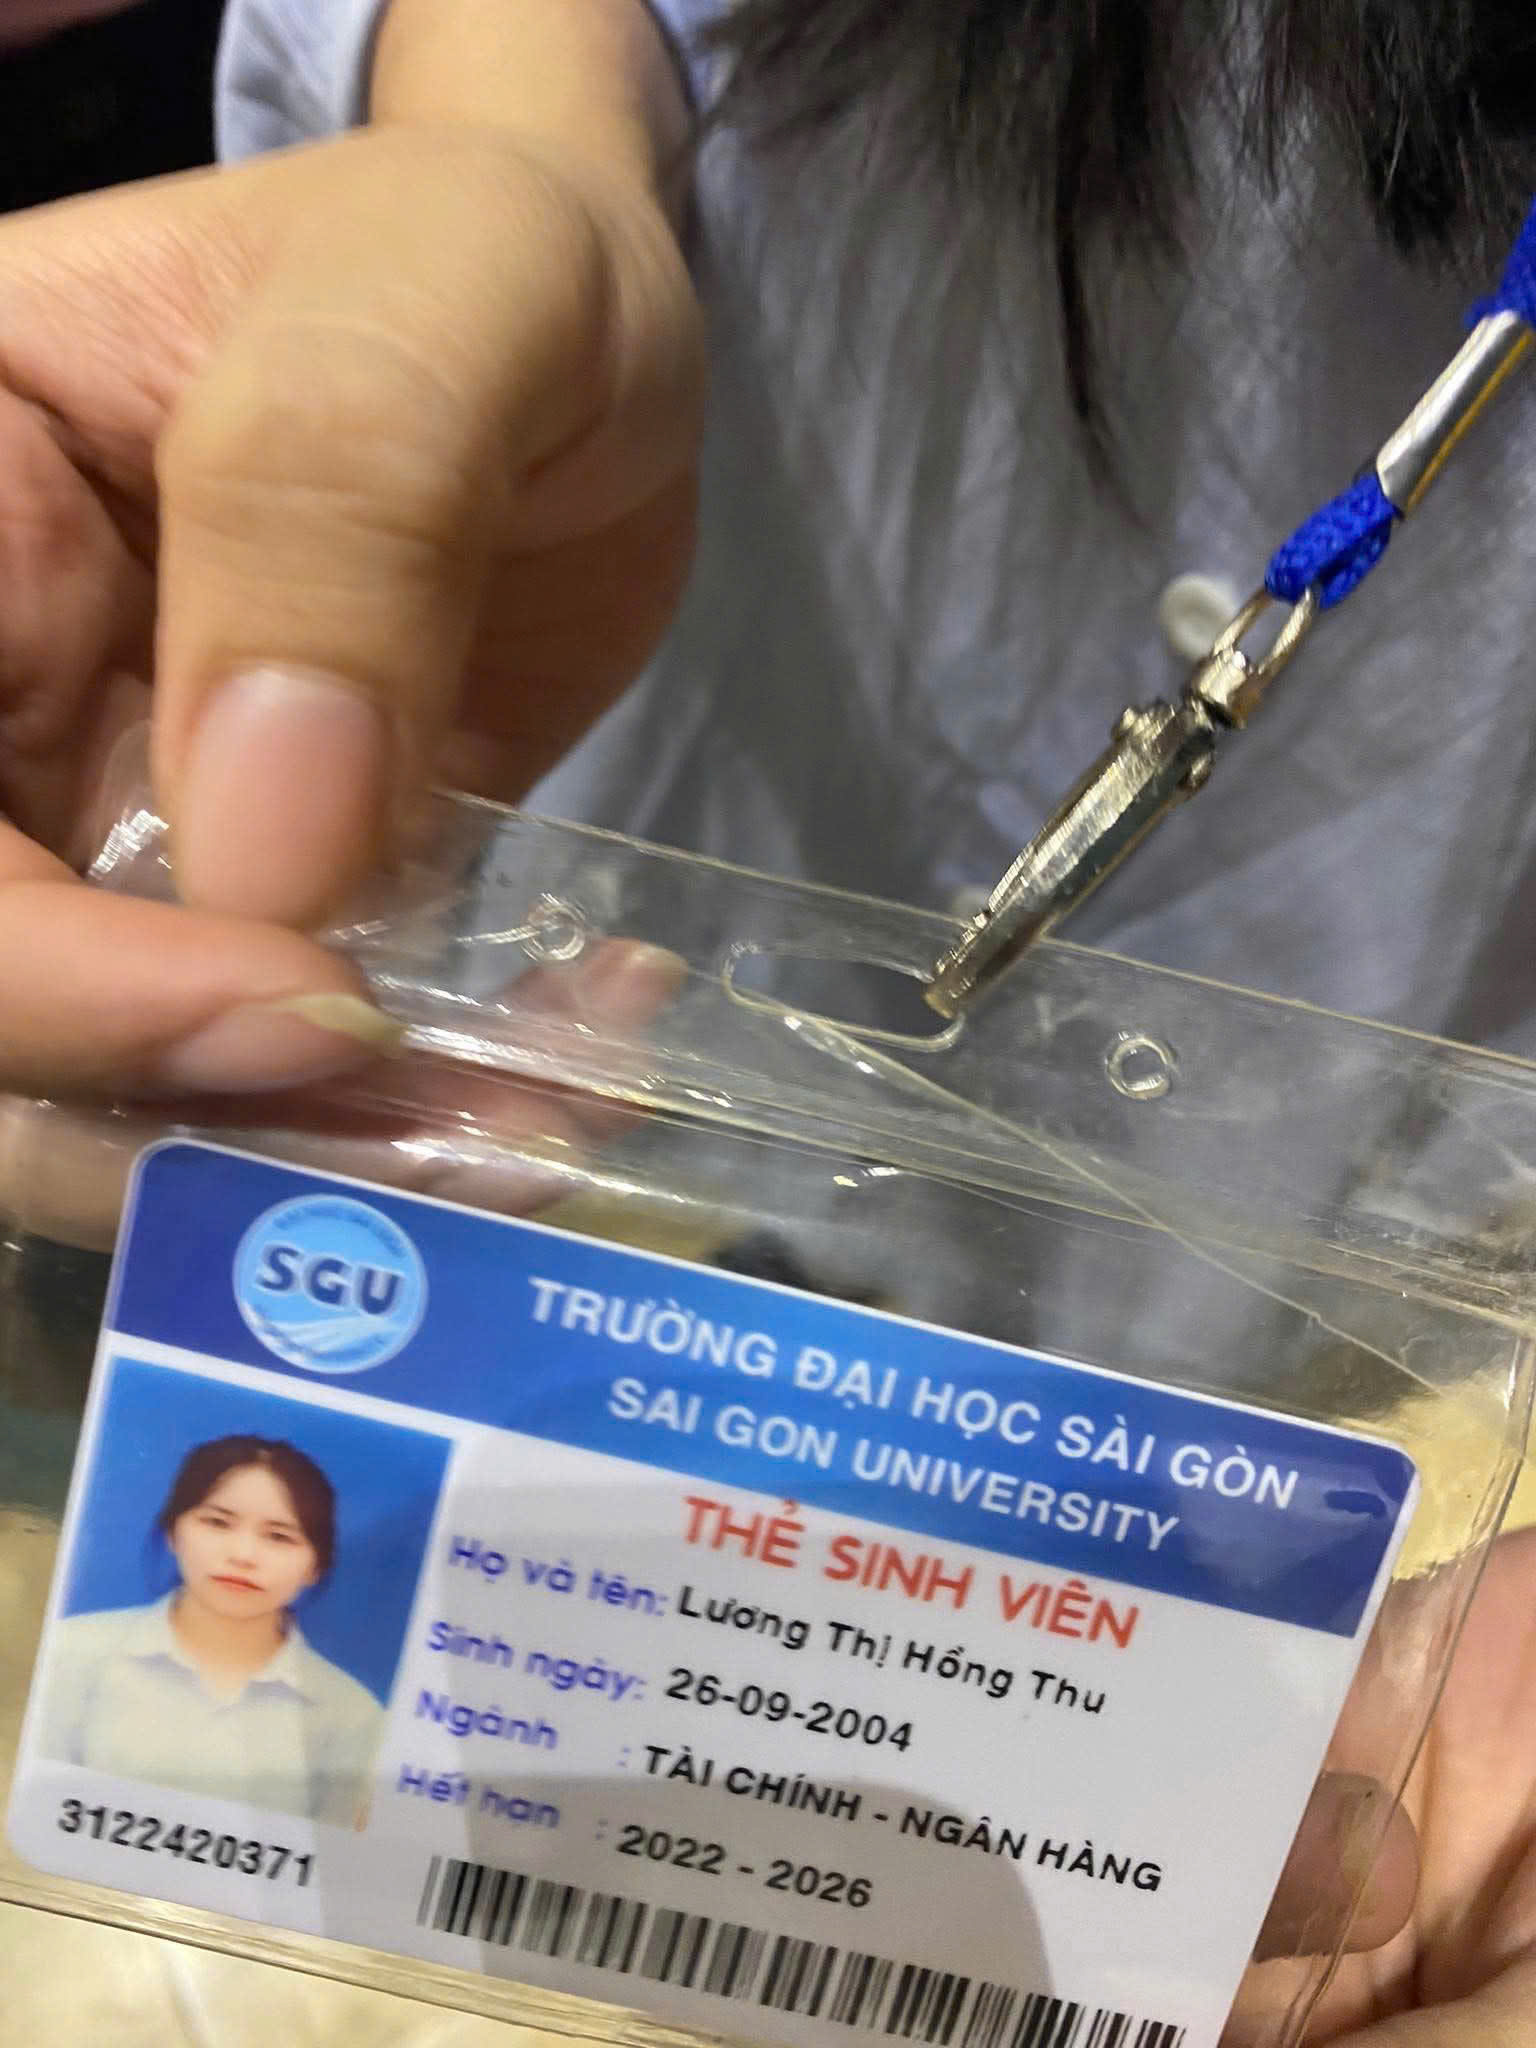 SGU
TRƯỜNG ĐẠI HỌC SÀI GÒN
SAI GON UNIVERSITY
THẺ SINH VIÊN
Họ và tên: Lương Thị Hồng Thu
Sinh ngày: 26-09-2004
Ngành : TÀI CHÍNH - NGÂN HÀNG
Hết hạn : 2022 - 2026
3122420371